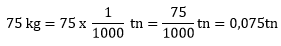 75 kg = 75 x 1/1000 tn = 75/1000 tn = 0,075tn